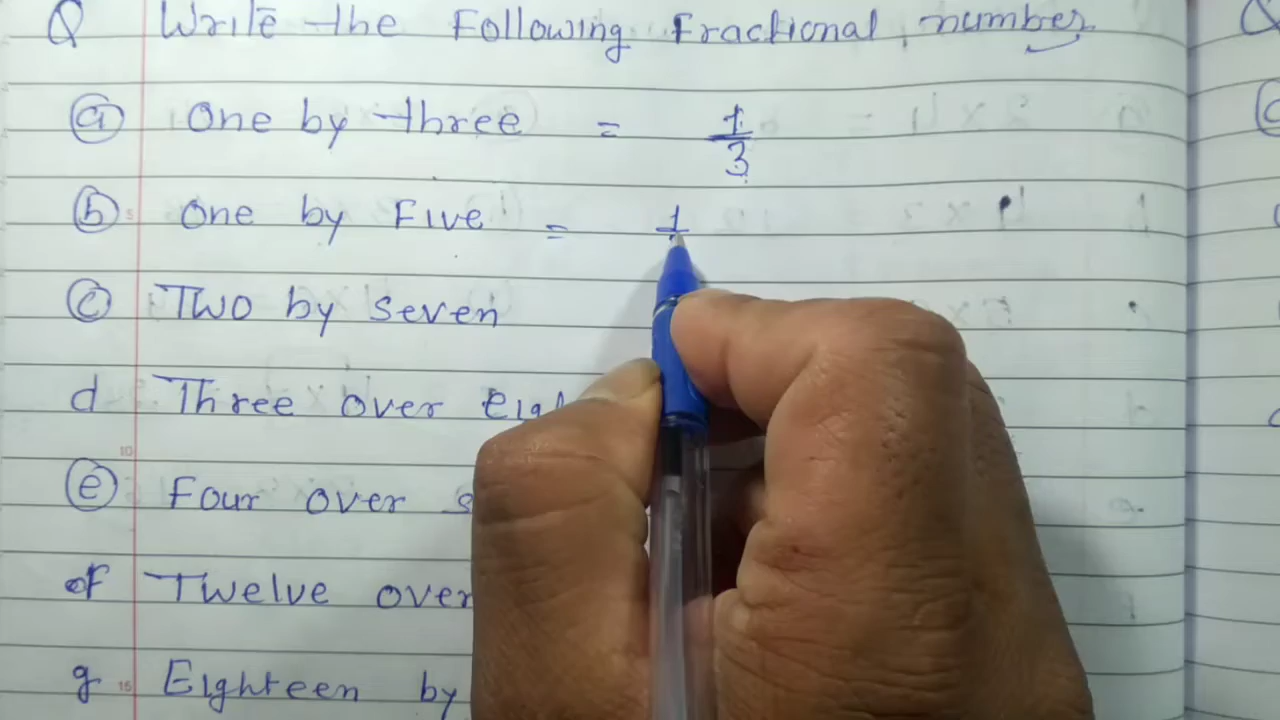 Q Write the Following Fractional number
a One by three = 1/3
b One by Five = 1
c Two by seven
d Three over
e Four over
f Twelve over
g Eighteen by